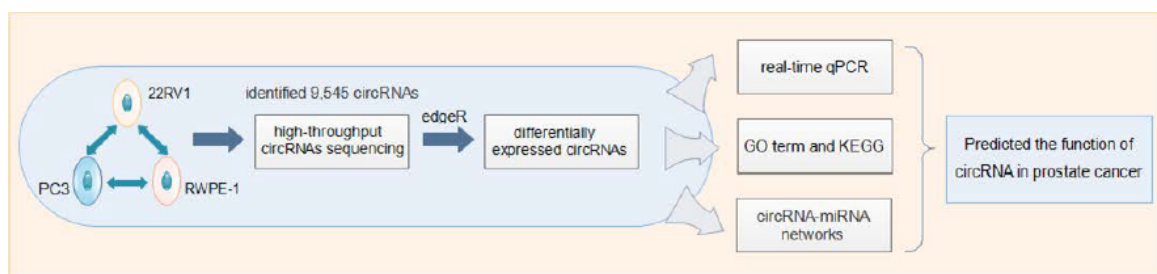 22RV1
PC3
RWPE-1
identified 9,545 circRNAs
high-throughput
circRNAs sequencing
edgeR
differentially
expressed circRNAs
real-time qPCR
GO term and KEGG
circRNA-miRNA
networks
Predicted the function of
circRNA in prostate cancer